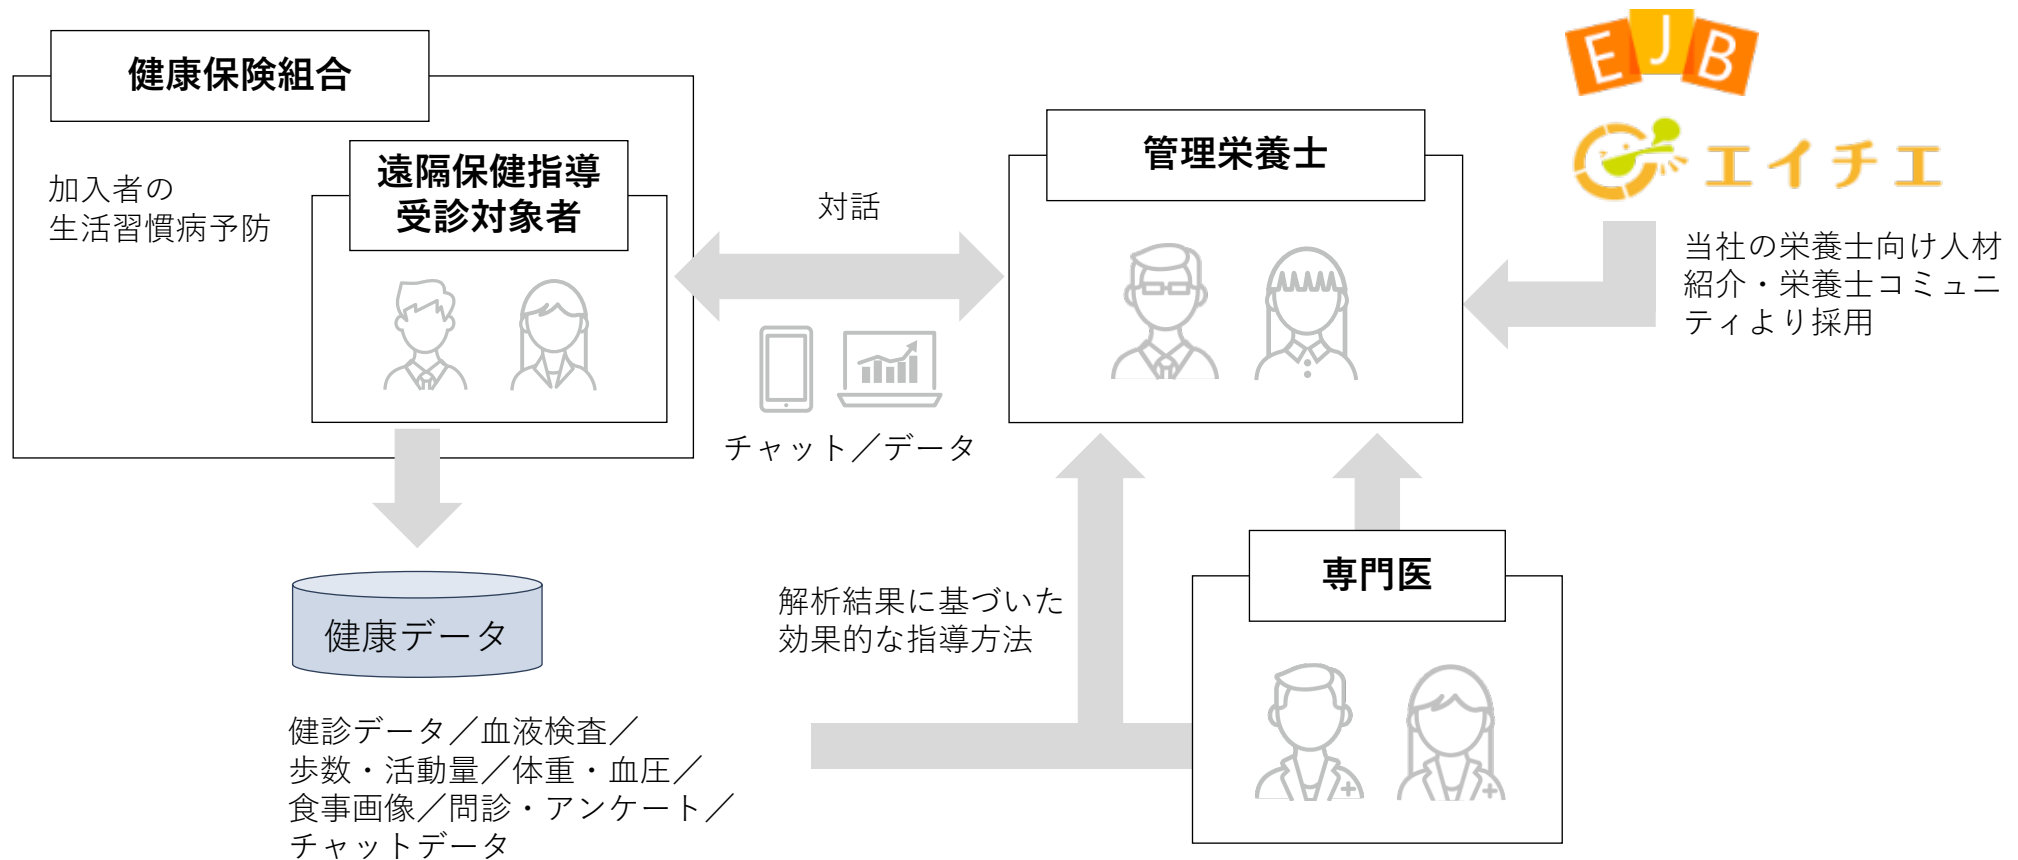 健康保険組合
加入者の
生活習慣病予防
遠隔保健指導
受診対象者
対話
チャット／データ
管理栄養士
EJB
エイチエ
当社の栄養士向け人材
紹介・栄養士コミュニ
ティより採用
健康データ
健診データ／血液検査／
歩数・活動量／体重・血圧／
食事画像／問診・アンケート／
チャットデータ
解析結果に基づいた
効果的な指導方法
専門医